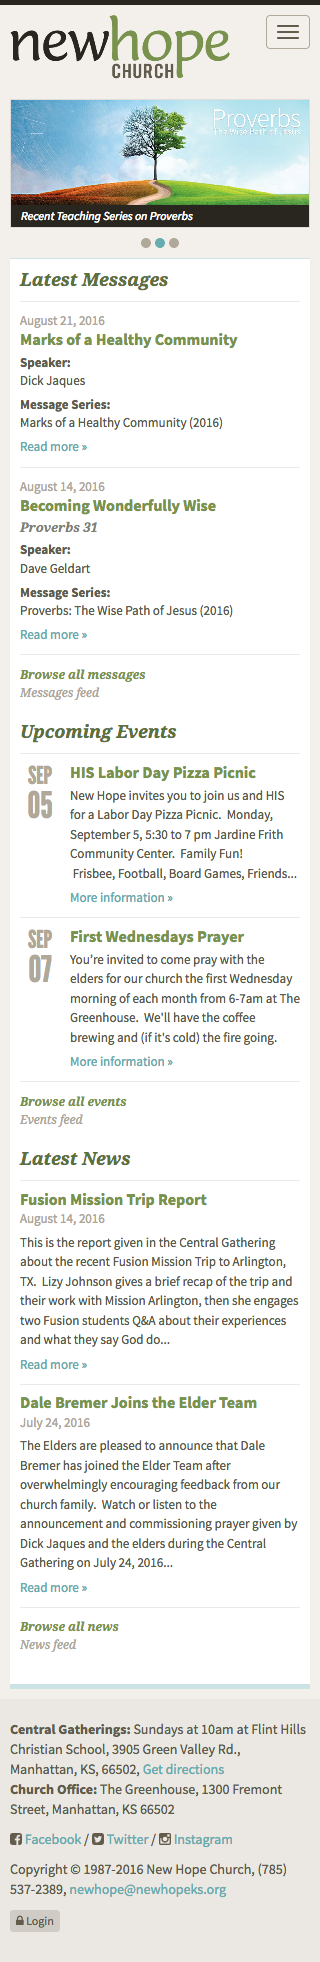 newhope
CHURCH
Proverbs
The Wise Path of Jesus
Recent Teaching Series on Proverbs
Latest Messages
August 21, 2016
Marks of a Healthy Community
Speaker:
Dick Jaques
Message Series:
Marks of a Healthy Community (2016)
Read more »
August 14, 2016
Becoming Wonderfully Wise
Proverbs 31
Speaker:
Dave Geldart
Message Series:
Proverbs: The Wise Path of Jesus (2016)
Read more »
Browse all messages
Messages feed
Upcoming Events
SEP
05
HIS Labor Day Pizza Picnic
New Hope invites you to join us and HIS
for a Labor Day Pizza Picnic.  Monday,
September 5, 5:30 to 7 pm Jardine Frith
Community Center.  Family Fun!
Frisbee, Football, Board Games, Friends...
More information »
SEP
07
First Wednesdays Prayer
You're invited to come pray with the
elders for our church the first Wednesday
morning of each month from 6-7am at The
Greenhouse.  We'll have the coffee
brewing and (if it's cold) the fire going.
More information »
Browse all events
Events feed
Latest News
Fusion Mission Trip Report
August 14, 2016
This is the report given in the Central Gathering
about the recent Fusion Mission Trip to Arlington,
TX.  Lizy Johnson gives a brief recap of the trip and
their work with Mission Arlington, then she engages
two Fusion students Q&A about their experiences
and what they say God do...
Read more »
Dale Bremer Joins the Elder Team
July 24, 2016
The Elders are pleased to announce that Dale
Bremer has joined the Elder Team after
overwhelmingly encouraging feedback from our
church family.  Watch or listen to the
announcement and commissioning prayer given by
Dick Jaques and the elders during the Central
Gathering on July 24, 2016...
Read more »
Browse all news
News feed
Central Gatherings: Sundays at 10am at Flint Hills
Christian School, 3905 Green Valley Rd.,
Manhattan, KS, 66502, Get directions
Church Office: The Greenhouse, 1300 Fremont
Street, Manhattan, KS 66502
Facebook / Twitter / Instagram
Copyright © 1987-2016 New Hope Church, (785)
537-2389, newhope@newhopeks.org
Login